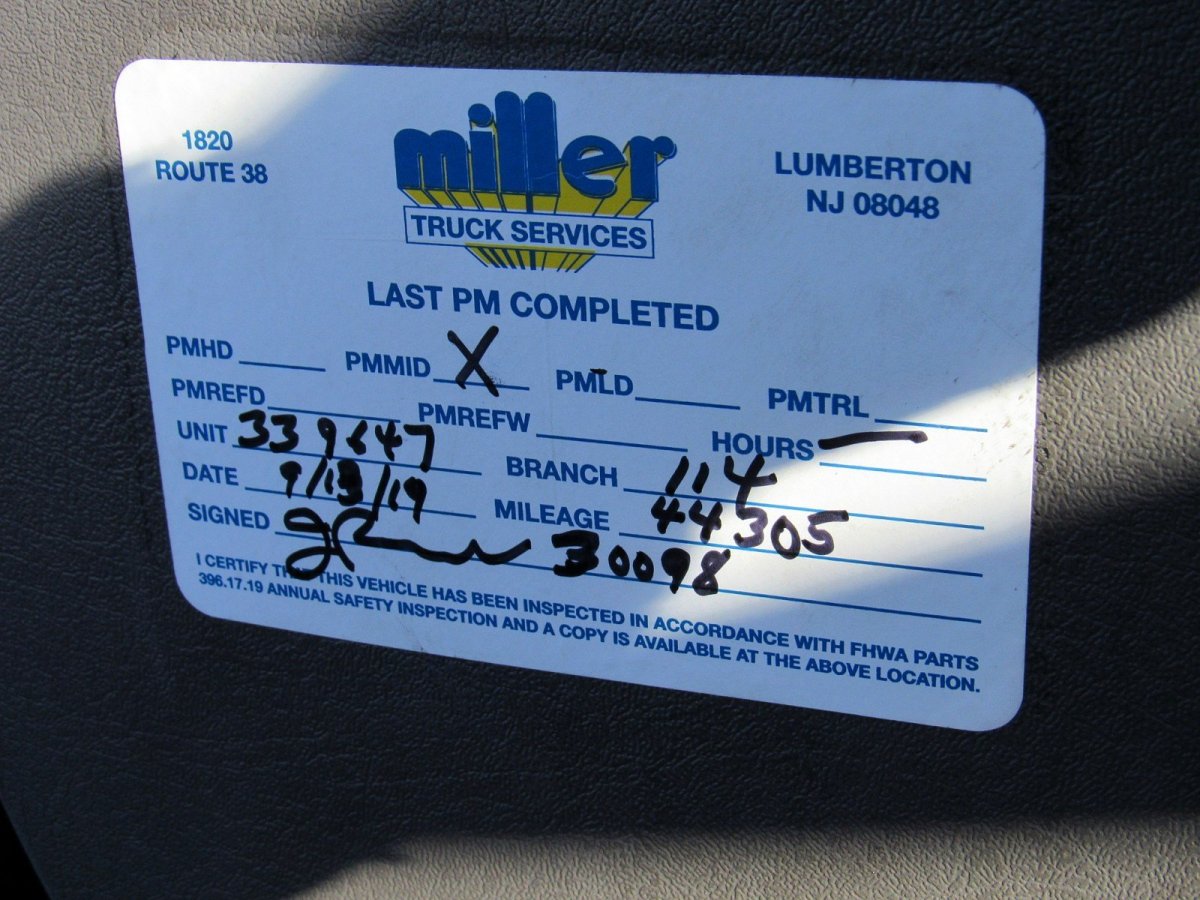 1820
ROUTE 38
miller
TRUCK SERVICES
LUMBERTON
NJ 08048
LAST PM COMPLETED
PMHD PMMID X PMLD PMTRL
PMREFD PMREFW HOURS —
UNIT 339647 BRANCH 114
DATE 9/13/19 MILEAGE 44305
SIGNED 30098
I CERTIFY THIS VEHICLE HAS BEEN INSPECTED IN ACCORDANCE WITH FHWA PARTS
396.17.19 ANNUAL SAFETY INSPECTION AND A COPY IS AVAILABLE AT THE ABOVE LOCATION.